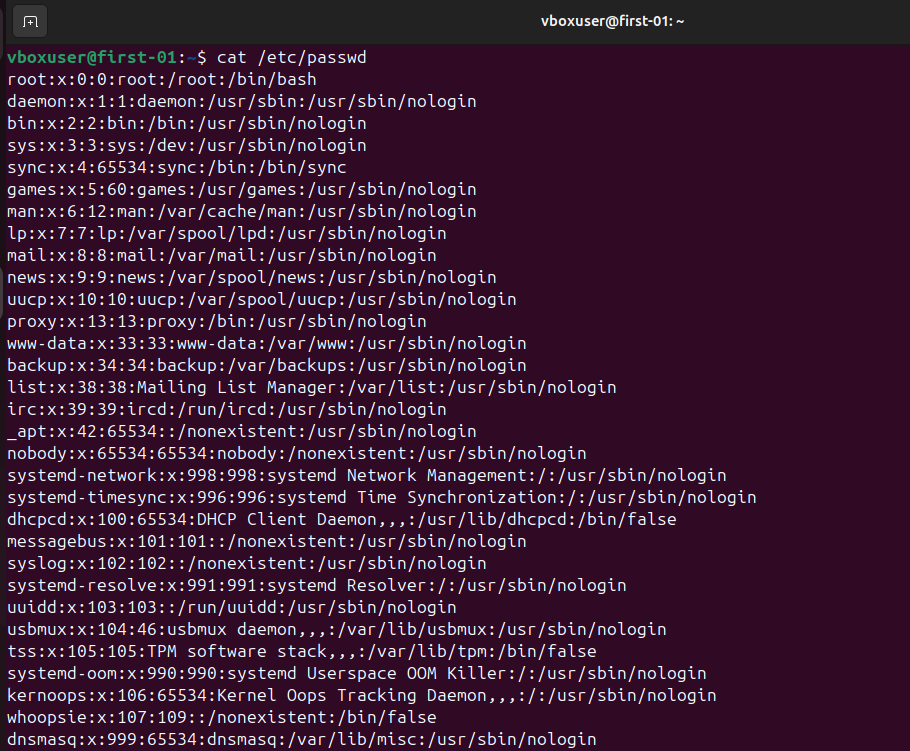 vboxuser@first-01: ~
vboxuser@first-01:~$ cat /etc/passwd
root:x:0:0:root:/root:/bin/bash
daemon:x:1:1:daemon:/usr/sbin:/usr/sbin/nologin
bin:x:2:2:bin:/bin:/usr/sbin/nologin
sys:x:3:3:sys:/dev:/usr/sbin/nologin
sync:x:4:65534:sync:/bin:/bin/sync
games:x:5:60:games:/usr/games:/usr/sbin/nologin
man:x:6:12:man:/var/cache/man:/usr/sbin/nologin
lp:x:7:7:lp:/var/spool/lpd:/usr/sbin/nologin
mail:x:8:8:mail:/var/mail:/usr/sbin/nologin
news:x:9:9:news:/var/spool/news:/usr/sbin/nologin
uucp:x:10:10:uucp:/var/spool/uucp:/usr/sbin/nologin
proxy:x:13:13:proxy:/bin:/usr/sbin/nologin
www-data:x:33:33:www-data:/var/www:/usr/sbin/nologin
backup:x:34:34:backup:/var/backups:/usr/sbin/nologin
list:x:38:38:Mailing List Manager:/var/list:/usr/sbin/nologin
irc:x:39:39:ircd:/run/ircd:/usr/sbin/nologin
_apt:x:42:65534::/nonexistent:/usr/sbin/nologin
nobody:x:65534:65534:nobody:/nonexistent:/usr/sbin/nologin
systemd-network:x:998:998:systemd Network Management:/:/usr/sbin/nologin
systemd-timesync:x:996:996:systemd Time Synchronization:/:/usr/sbin/nologin
dhcpcd:x:100:65534:DHCP Client Daemon,,,:/usr/lib/dhcpcd:/bin/false
messagebus:x:101:101::/nonexistent:/usr/sbin/nologin
syslog:x:102:102::/nonexistent:/usr/sbin/nologin
systemd-resolve:x:991:991:systemd Resolver:/:/usr/sbin/nologin
uuidd:x:103:103::/run/uuidd:/usr/sbin/nologin
usbmux:x:104:46:usbmux daemon,,,:/var/lib/usbmux:/usr/sbin/nologin
tss:x:105:105:TPM software stack,,,:/var/lib/tpm:/bin/false
systemd-oom:x:990:990:systemd Userspace OOM Killer:/:/usr/sbin/nologin
kernoops:x:106:65534:Kernel Oops Tracking Daemon,,,:/:/usr/sbin/nologin
whoopsie:x:107:109::/nonexistent:/bin/false
dnsmasq:x:999:65534:dnsmasq:/var/lib/misc:/usr/sbin/nologin